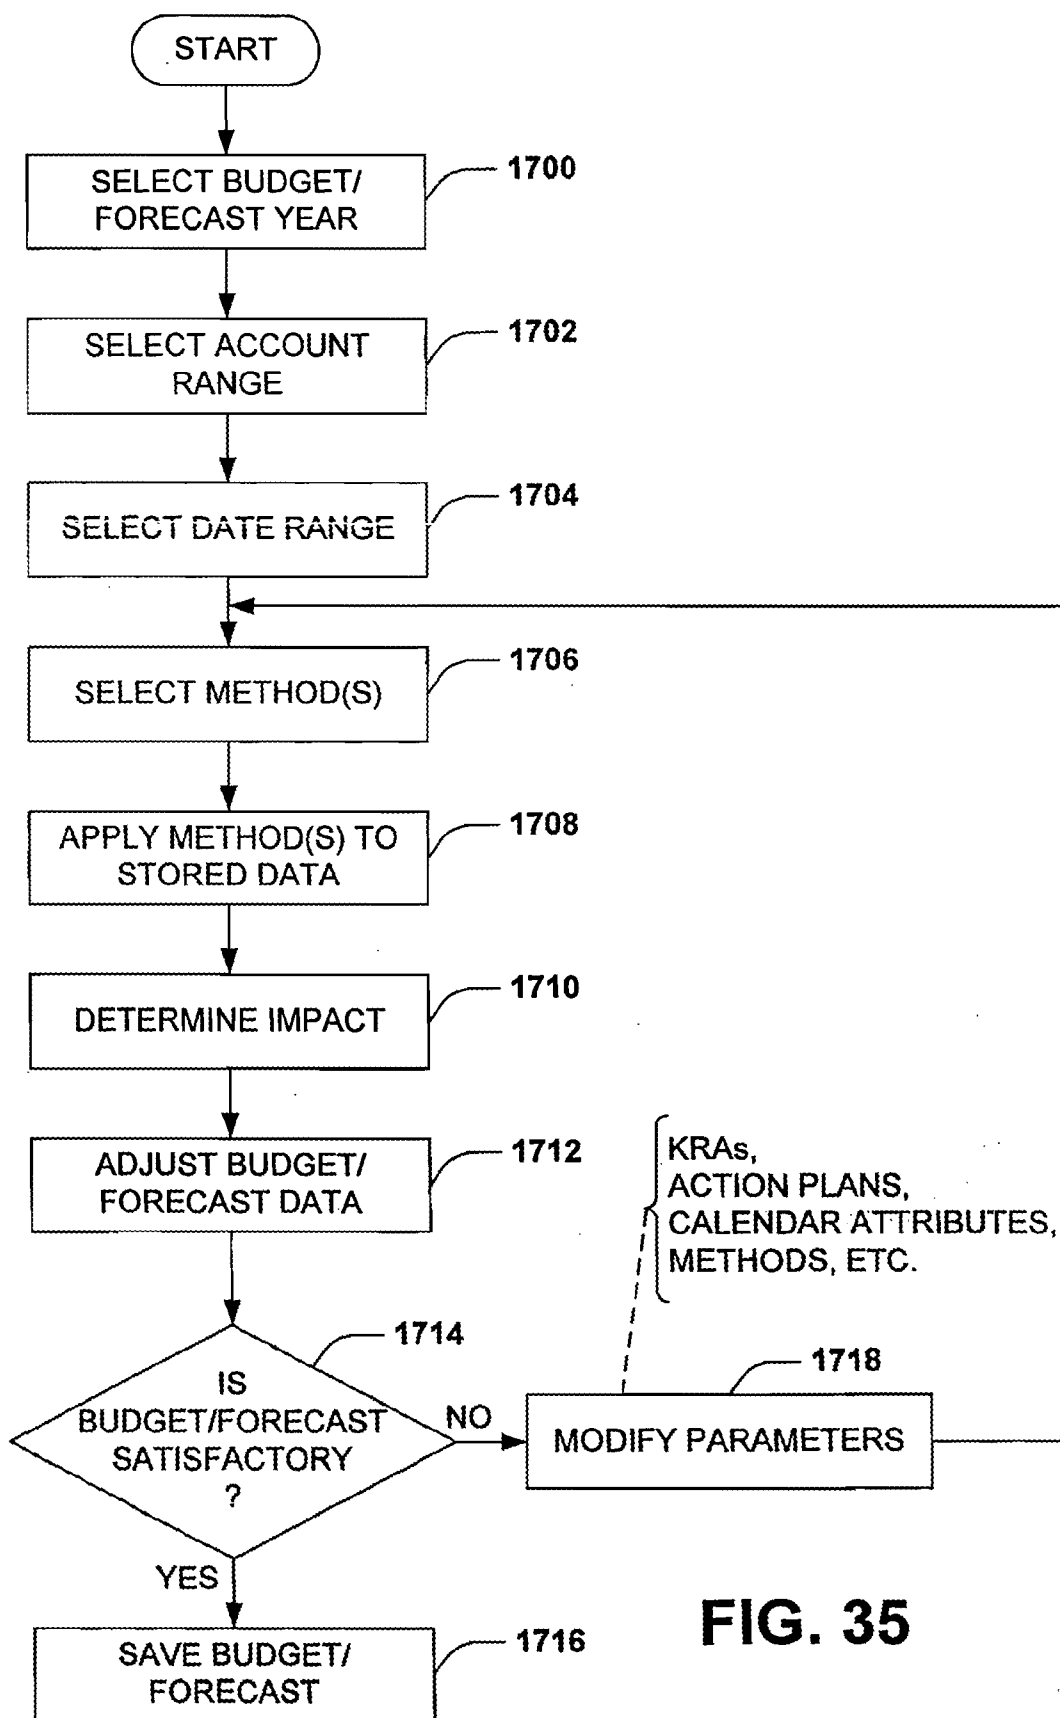 START
SELECT BUDGET/
FORECAST YEAR
1700
SELECT ACCOUNT
RANGE
1702
SELECT DATE RANGE
1704
SELECT METHOD(S)
1706
APPLY METHOD(S) TO
STORED DATA
1708
DETERMINE IMPACT
1710
ADJUST BUDGET/
FORECAST DATA
1712
KRAs,
ACTION PLANS,
CALENDAR ATTRIBUTES,
METHODS, ETC.
IS
BUDGET/FORECAST
SATISFACTORY
?
1714
NO
MODIFY PARAMETERS
1718
YES
SAVE BUDGET/
FORECAST
1716
FIG. 35